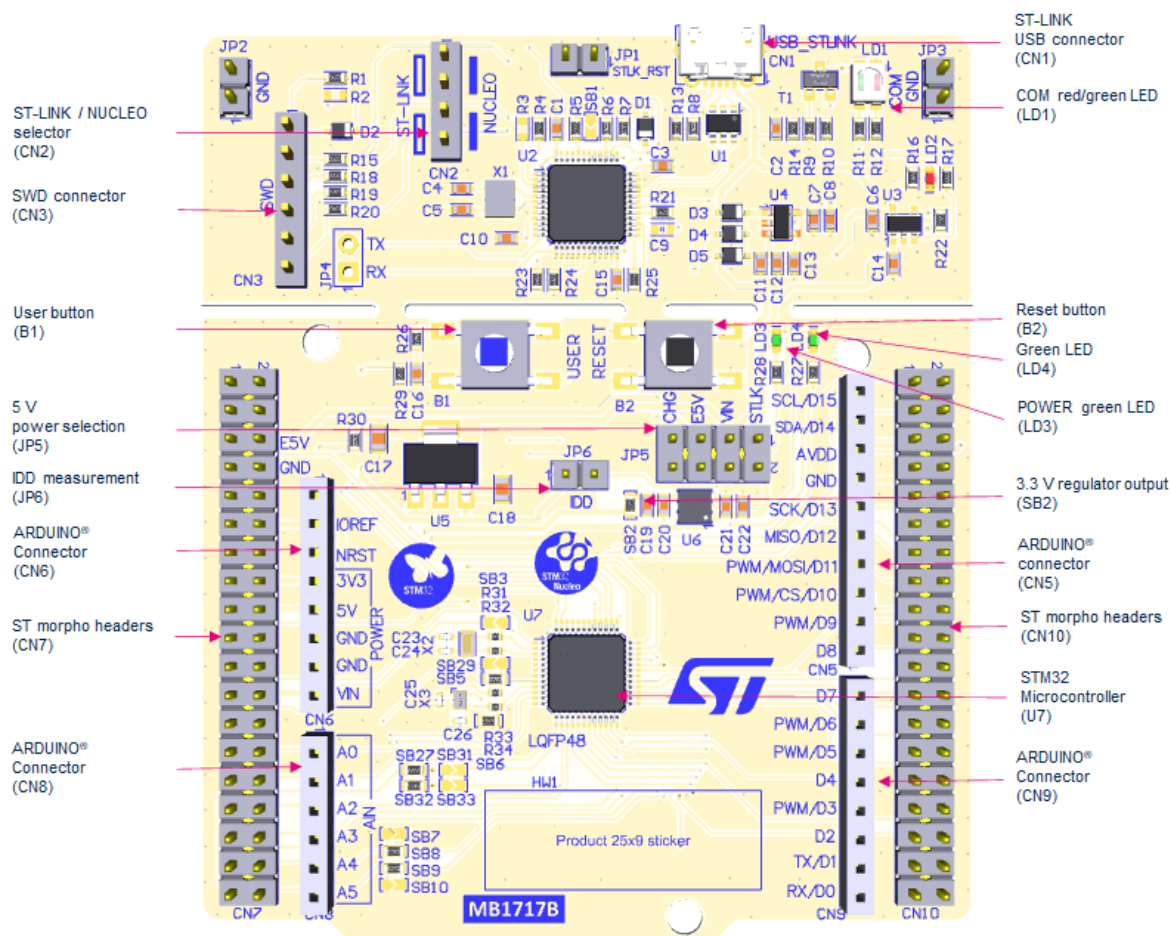 ST-LINK
USB connector
(CN1)
COM red/green LED
(LD1)
ST-LINK / NUCLEO
selector
(CN2)
SWD connector
(CN3)
User button
(B1)
Reset button
(B2)
Green LED
(LD4)
5 V
power selection
(JP5)
POWER green LED
(LD3)
IDD measurement
(JP6)
3.3 V regulator output
(SB2)
ARDUINO®
Connector
(CN6)
ARDUINO®
connector
(CN5)
ST morpho headers
(CN7)
ST morpho headers
(CN10)
STM32
Microcontroller
(U7)
ARDUINO®
Connector
(CN8)
ARDUINO®
Connector
(CN9)
JP2
GND
1
R1
R2
D2
R15
R18
R19
R20
SWD
CN3
TX
RX
JP4
1
ST-LINK
NUCLEO
CN2
JP1
STLK_RST
USB_STLINK
CN1
LD1
COM
T1
JP3
GND
1
R3
R4
C1
R5
SB1
R6
R7
D1
R13
R8
U1
U2
X1
C4
C5
C10
C3
R21
C9
C2
R14
R9
R10
R11
R12
R16
LD2
R17
D3
D4
D5
U4
C7
C8
C6
U3
R22
C11
C12
C13
C14
R23
R24
C15
R25
R26
R29
C16
B1
USER
RESET
B2
LD3
LD4
R28
R27
1
2
1
2
R30
C17
E5V
GND
IOREF
NRST
3V3
5V
GND
GND
VIN
POWER
CN6
U5
1
C18
JP6
1
IDD
CHG
E5V
VIN
STLK
JP5
1
2
SB2
C19
C20
U6
C21
C22
SCL/D15
SDA/D14
AVDD
GND
SCK/D13
MISO/D12
PWM/MOSI/D11
PWM/CS/D10
PWM/D9
D8
CN5
STM32
STM32
Nucleo
SB3
R31
R32
U7
C23
C24
X2
SB29
SB5
C25
X3
C26
R33
R34
SB6
LQFP48
ST
SB27
SB31
SB32
SB33
A0
A1
A2
A3
A4
A5
AIN
CN8
SB7
SB8
SB9
SB10
HW1
Product 25x9 sticker
MB1717B
D7
PWM/D6
PWM/D5
D4
PWM/D3
D2
TX/D1
RX/D0
CN9
CN7
CN10